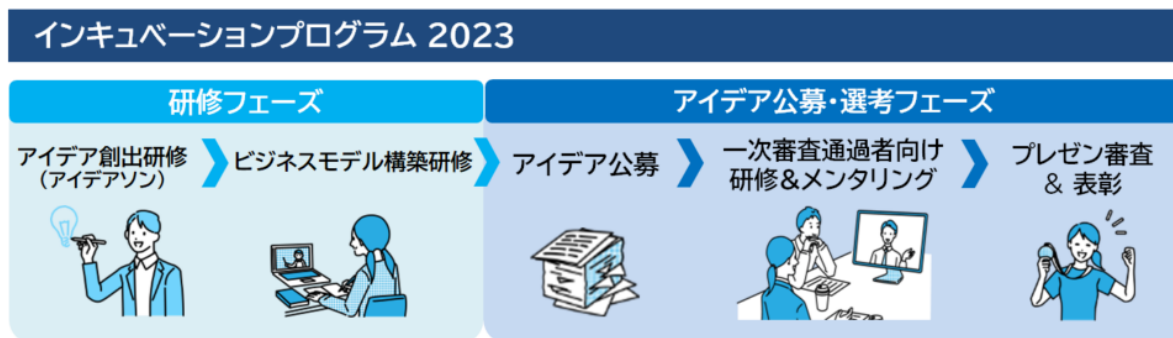 インキュベーションプログラム 2023
研修フェーズ
アイデア公募・選考フェーズ
アイデア創出研修
（アイデアソン）
ビジネスモデル構築研修
アイデア公募
一次審査通過者向け
研修&メンタリング
プレゼン審査
& 表彰